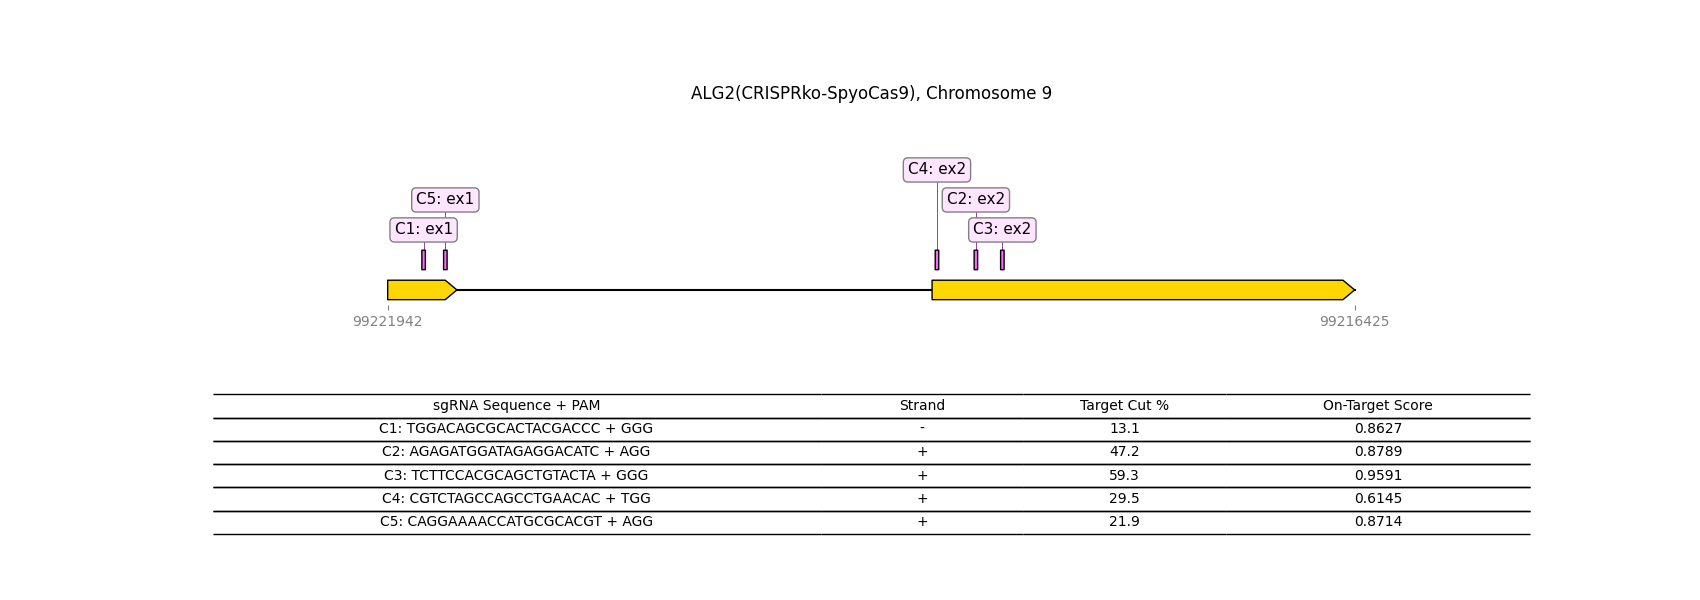 ALG2(CRISPRko-SpyoCas9), Chromosome 9
C4: ex2
C5: ex1
C2: ex2
C1: ex1
C3: ex2
99221942
99216425
sgRNA Sequence + PAM Strand Target Cut % On-Target Score
C1: TGGACAGCGCACTACGACCC + GGG - 13.1 0.8627
C2: AGAGATGGATAGAGGACATC + AGG + 47.2 0.8789
C3: TCTTCCACGCAGCTGTACTA + GGG + 59.3 0.9591
C4: CGTCTAGCCAGCCTGAACAC + TGG + 29.5 0.6145
C5: CAGGAAAACCATGCGCACGT + AGG + 21.9 0.8714